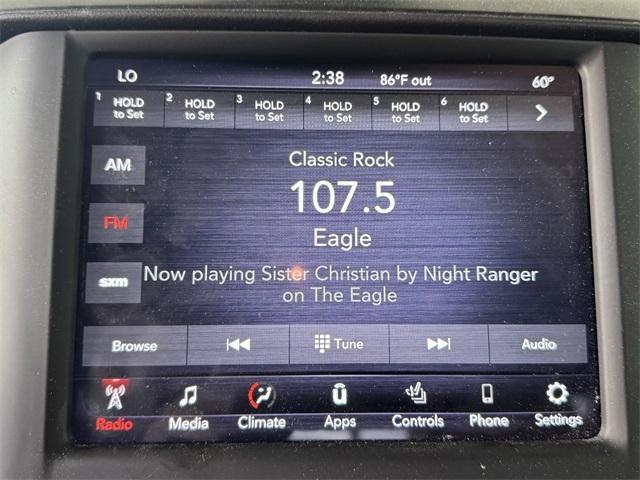 LO 2:38 86°F out 60°
1 HOLD to Set 2 HOLD to Set 3 HOLD to Set 4 HOLD to Set 5 HOLD to Set 6 HOLD to Set
AM
Classic Rock
107.5
FM
Eagle
sxm
Now playing Sister Christian by Night Ranger
on The Eagle
Browse Tune Audio
Radio Media Climate Apps Controls Phone Settings